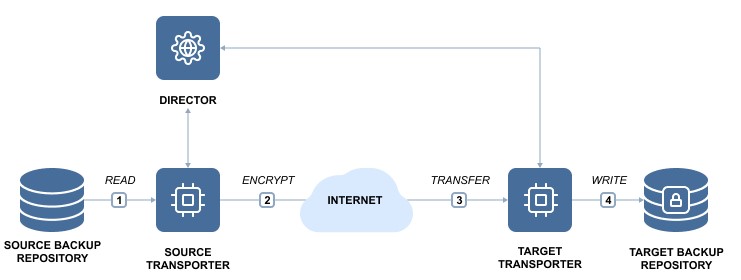 DIRECTOR
READ
1
ENCRYPT
2
INTERNET
TRANSFER
3
WRITE
4
SOURCE BACKUP
REPOSITORY
SOURCE
TRANSPORTER
TARGET
TRANSPORTER
TARGET BACKUP
REPOSITORY